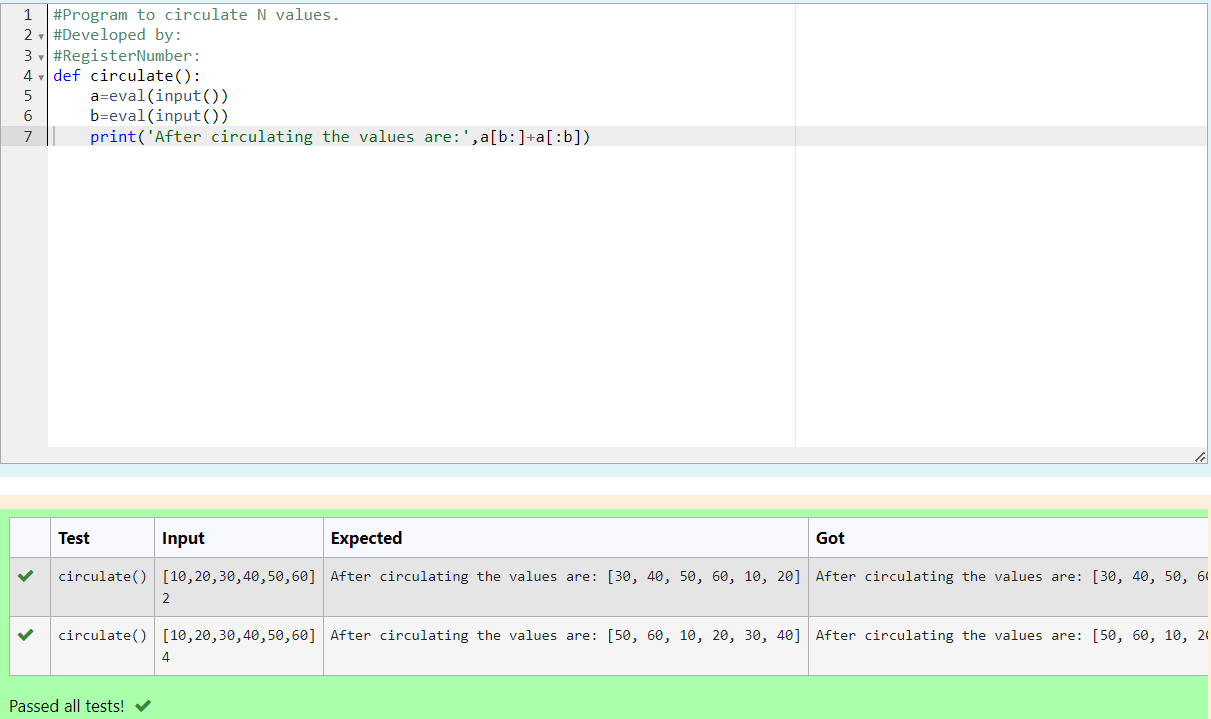 1 #Program to circulate N values.
2 #Developed by:
3 #RegisterNumber:
4 def circulate():
5     a=eval(input())
6     b=eval(input())
7     print('After circulating the values are:',a[b:]+a[:b])
Test Input Expected Got
circulate() [10,20,30,40,50,60] After circulating the values are: [30, 40, 50, 60, 10, 20] After circulating the values are: [30, 40, 50, 6
2
circulate() [10,20,30,40,50,60] After circulating the values are: [50, 60, 10, 20, 30, 40] After circulating the values are: [50, 60, 10, 2
4
Passed all tests!